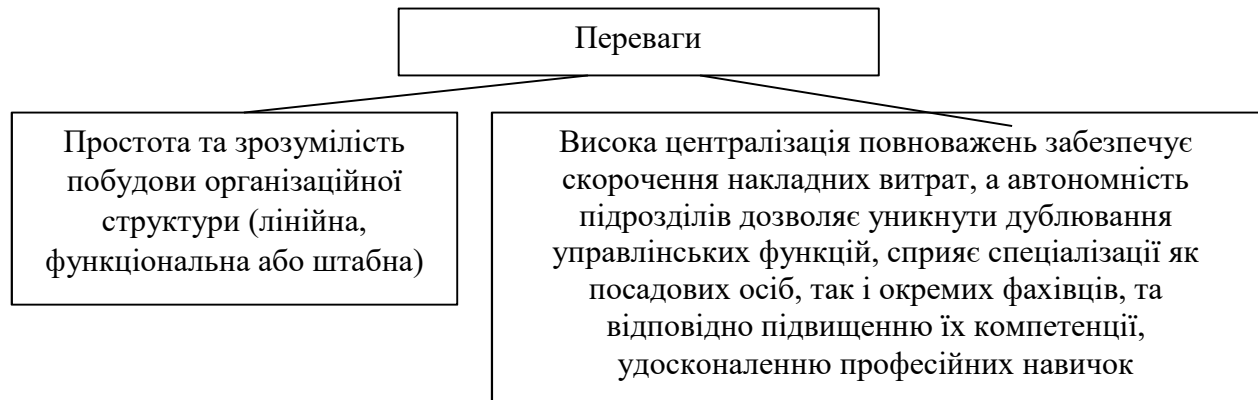 Переваги
Простота та зрозумілість
побудови організаційної
структури (лінійна,
функціональна або штабна)
Висока централізація повноважень забезпечує
скорочення накладних витрат, а автономність
підрозділів дозволяє уникнути дублювання
управлінських функцій, сприяє спеціалізації як
посадових осіб, так і окремих фахівців, та
відповідно підвищенню їх компетенції,
удосконаленню професійних навичок